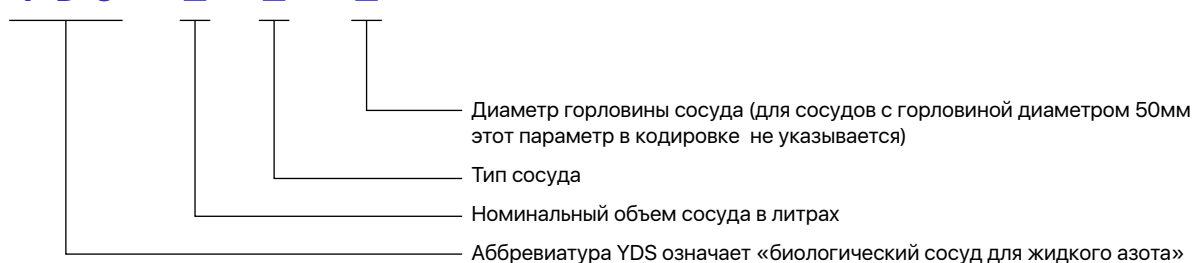 Диаметр горловины сосуда (для сосудов с горловиной диаметром 50мм
этот параметр в кодировке не указывается)
Тип сосуда
Номинальный объем сосуда в литрах
Аббревиатура YDS означает «биологический сосуд для жидкого азота»